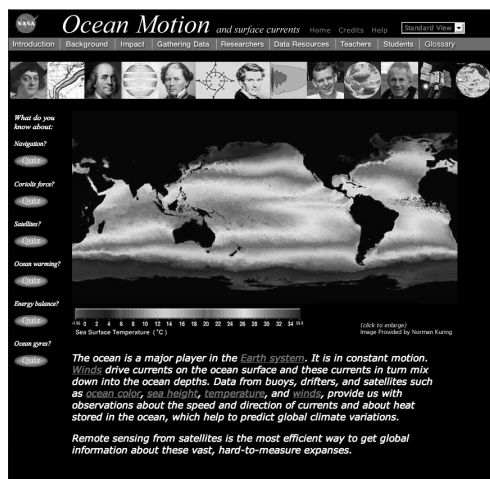 NASA
Ocean Motion and surface currents
Home Credits Help
Standard View
Introduction Background Impact Gathering Data Researchers Data Resources Teachers Students Glossary
What do you
know about:
Navigation?
Quiz
Coriolis force?
Quiz
Satellites?
Quiz
Ocean warming?
Quiz
Energy balance?
Quiz
Ocean gyres?
Quiz
0 2 4 6 8 10 12 14 16 18 20 22 24 26 28 30 32 34
Sea Surface Temperature (°C)
(click to enlarge)
Image Provided by Norman Kuring
The ocean is a major player in the Earth system. It is in constant motion.
Winds drive currents on the ocean surface and these currents in turn mix
down into the ocean depths. Data from buoys, drifters, and satellites such
as ocean color, sea height, temperature, and winds, provide us with
observations about the speed and direction of currents and about heat
stored in the ocean, which help to predict global climate variations.
Remote sensing from satellites is the most efficient way to get global
information about these vast, hard-to-measure expanses.